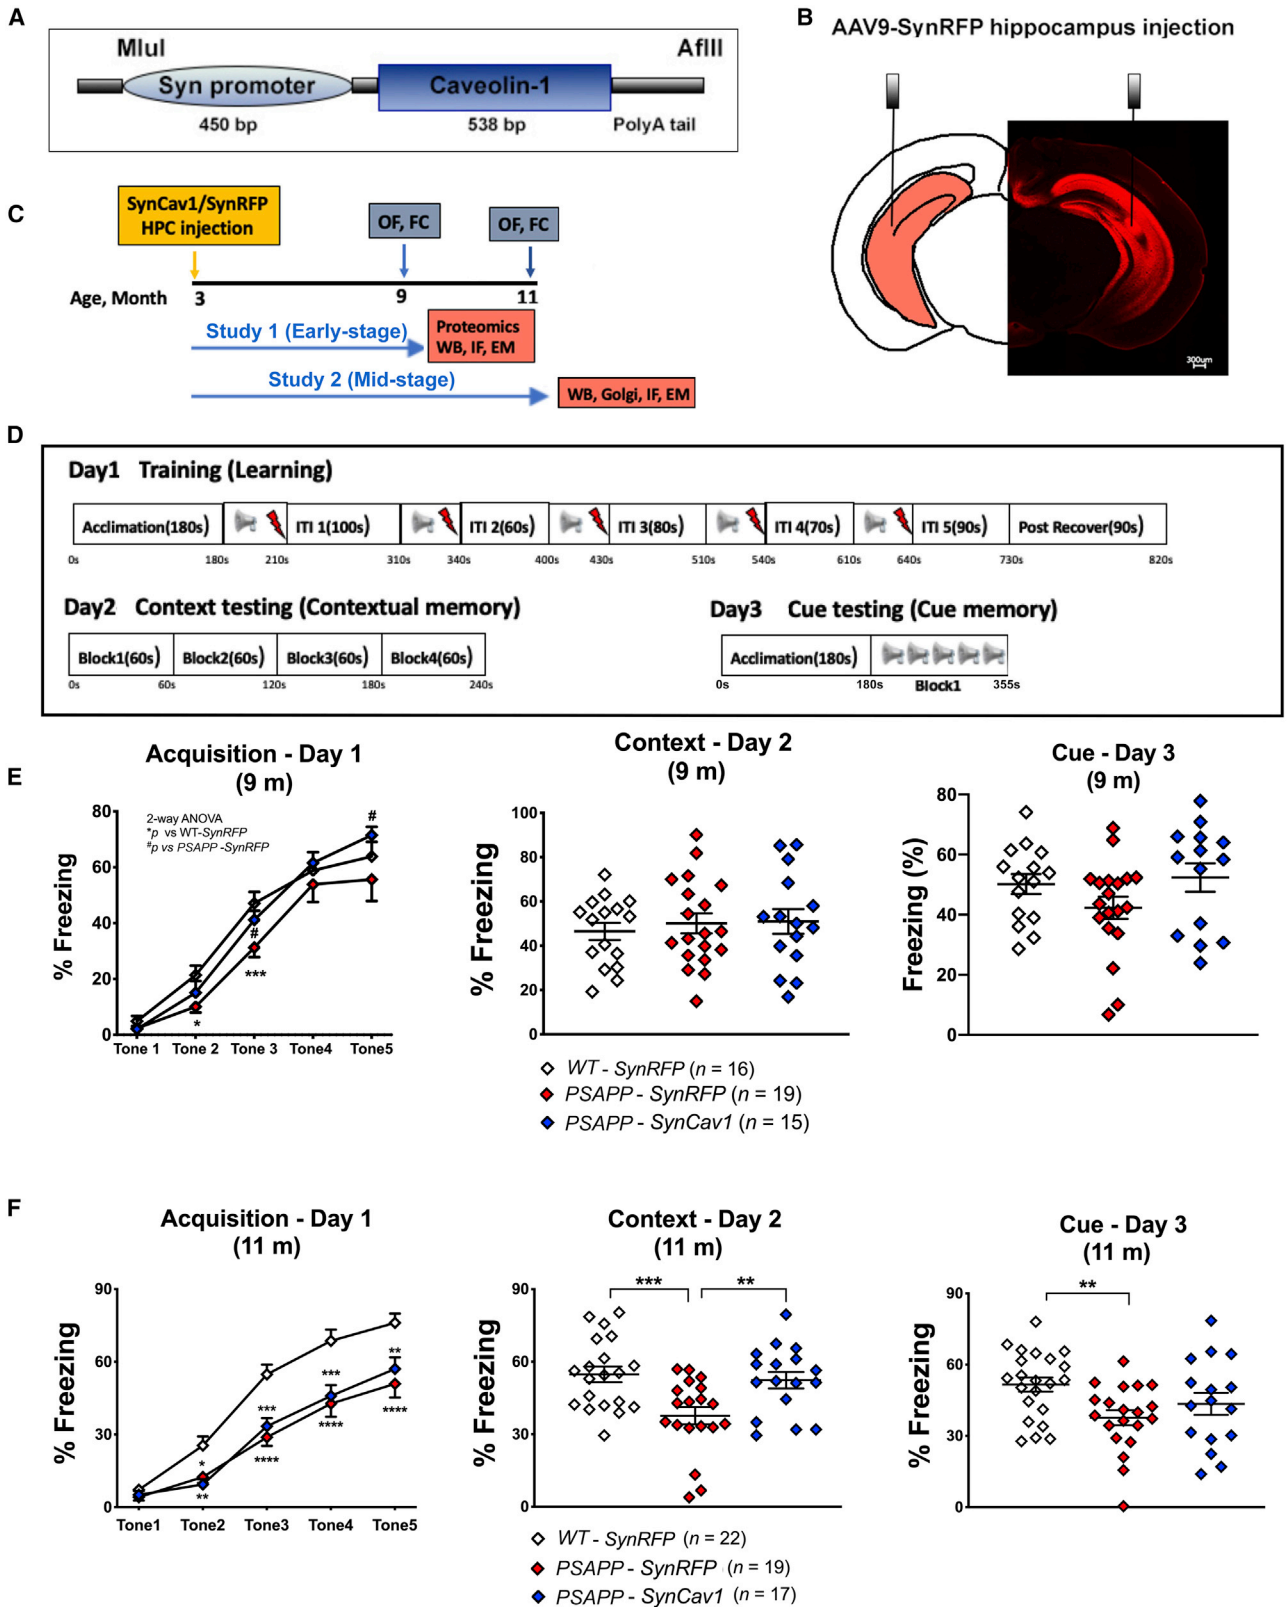 A
MluI
AflII
Syn promoter
Caveolin-1
450 bp
538 bp
PolyA tail
B
AAV9-SynRFP hippocampus injection
300um
C
SynCav1/SynRFP
HPC injection
OF, FC
OF, FC
Age, Month
3
9
11
Study 1 (Early-stage)
Proteomics
WB, IF, EM
Study 2 (Mid-stage)
WB, Golgi, IF, EM
D
Day1 Training (Learning)
Acclimation(180s)
ITI 1(100s)
ITI 2(60s)
ITI 3(80s)
ITI 4(70s)
ITI 5(90s)
Post Recover(90s)
0s 180s 210s 310s 340s 400s 430s 510s 540s 610s 640s 730s 820s
Day2 Context testing (Contextual memory)
Block1(60s) Block2(60s) Block3(60s) Block4(60s)
0s 60s 120s 180s 240s
Day3 Cue testing (Cue memory)
Acclimation(180s)
0s 180s Block1 355s
E
Acquisition - Day 1
(9 m)
2-way ANOVA
*p vs WT-SynRFP
#p vs PSAPP-SynRFP
% Freezing
80
60
40
20
0
#
#
***
*
Tone 1 Tone 2 Tone 3 Tone4 Tone5
Context - Day 2
(9 m)
% Freezing
100
80
60
40
20
0
Cue - Day 3
(9 m)
Freezing (%)
80
60
40
20
0
WT - SynRFP (n = 16)
PSAPP - SynRFP (n = 19)
PSAPP - SynCav1 (n = 15)
F
Acquisition - Day 1
(11 m)
% Freezing
90
60
30
0
*
**
***
****
***
****
**
****
Tone1 Tone2 Tone3 Tone4 Tone5
Context - Day 2
(11 m)
% Freezing
90
60
30
0
*** **
Cue - Day 3
(11 m)
% Freezing
90
60
30
0
**
WT - SynRFP (n = 22)
PSAPP - SynRFP (n = 19)
PSAPP - SynCav1 (n = 17)